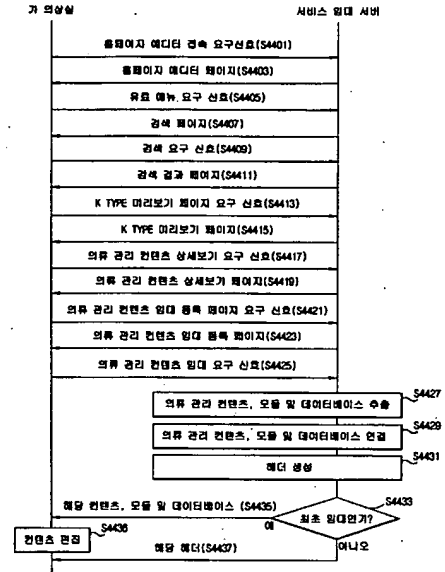 가 의상실
서비스 임대 서버
홈페이지 에디터 접속 요구신호(S4401)
홈페이지 에디터 페이지(S4403)
유료 메뉴 요구 신호(S4405)
검색 페이지(S4407)
검색 요구 신호(S4409)
검색 결과 페이지(S4411)
K TYPE 미리보기 페이지 요구 신호(S4413)
K TYPE 미리보기 페이지(S4415)
의류 관리 컨텐츠 상세보기 요구 신호(S4417)
의류 관리 컨텐츠 상세보기 페이지(S4419)
의류 관리 컨텐츠 임대 등록 페이지 요구 신호(S4421)
의류 관리 컨텐츠 임대 등록 페이지(S4423)
의류 관리 컨텐츠 임대 요구 신호(S4425)
S4427
의류 관리 컨텐츠, 모듈 및 데이터베이스 추출
S4429
의류 관리 컨텐츠, 모듈 및 데이터베이스 연결
S4431
헤더 생성
S4433
최초 임대인가?
해당 컨텐츠, 모듈 및 데이터베이스 (S4435)
예
S4436
컨텐츠 편집
해당 헤더(S4437)
아니오